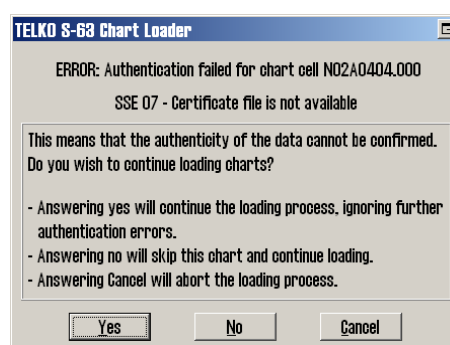 TELKO S-63 Chart Loader
ERROR: Authentication failed for chart cell NO2A0404.000
SSE 07 - Certificate file is not available
This means that the authenticity of the data cannot be confirmed.
Do you wish to continue loading charts?
- Answering yes will continue the loading process, ignoring further
authentication errors.
- Answering no will skip this chart and continue loading.
- Answering Cancel will abort the loading process.
Yes No Cancel